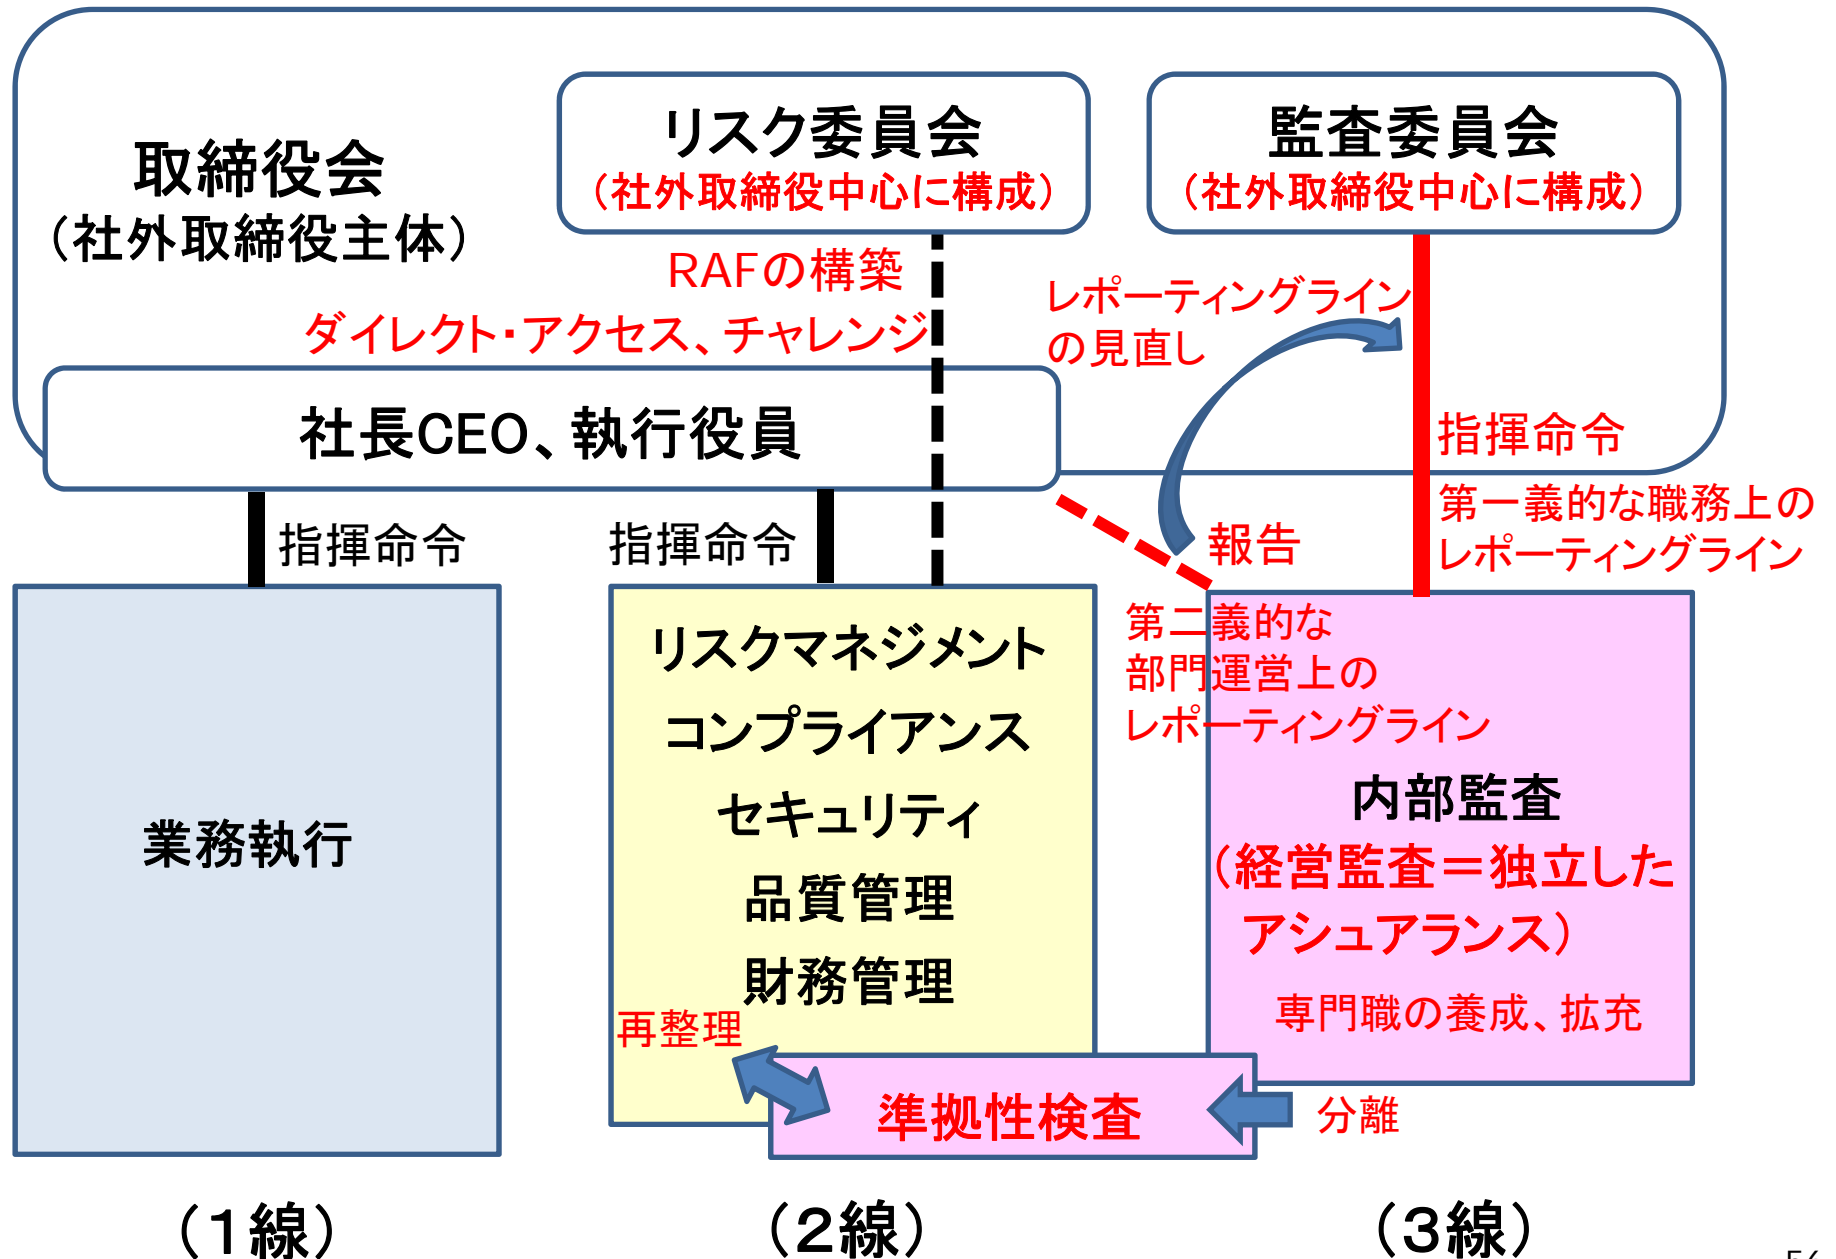 取締役会
（社外取締役主体）
リスク委員会
（社外取締役中心に構成）
監査委員会
（社外取締役中心に構成）
RAFの構築
ダイレクト・アクセス、チャレンジ
レポーティングライン
の見直し
社長CEO、執行役員
指揮命令
第一義的な職務上の
レポーティングライン
指揮命令
指揮命令
報告
第二義的な
部門運営上の
レポーティングライン
業務執行
リスクマネジメント
コンプライアンス
セキュリティ
品質管理
財務管理
再整理
内部監査
（経営監査＝独立した
アシュアランス）
専門職の養成、拡充
準拠性検査
分離
（１線）
（２線）
（３線）